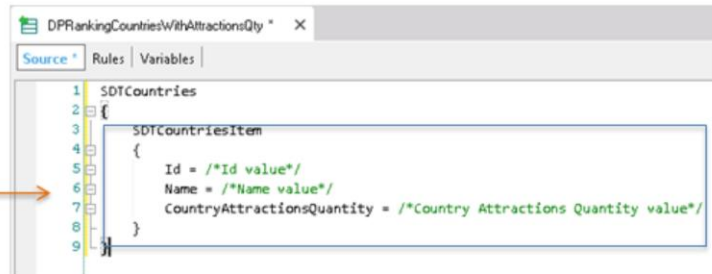 DPRankingCountriesWithAttractionsQty *
Source * Rules Variables
1 SDTCountries
2 {
3 SDTCountriesItem
4 {
5 Id = /*Id value*/
6 Name = /*Name value*/
7 CountryAttractionsQuantity = /*Country Attractions Quantity value*/
8 }
9 }